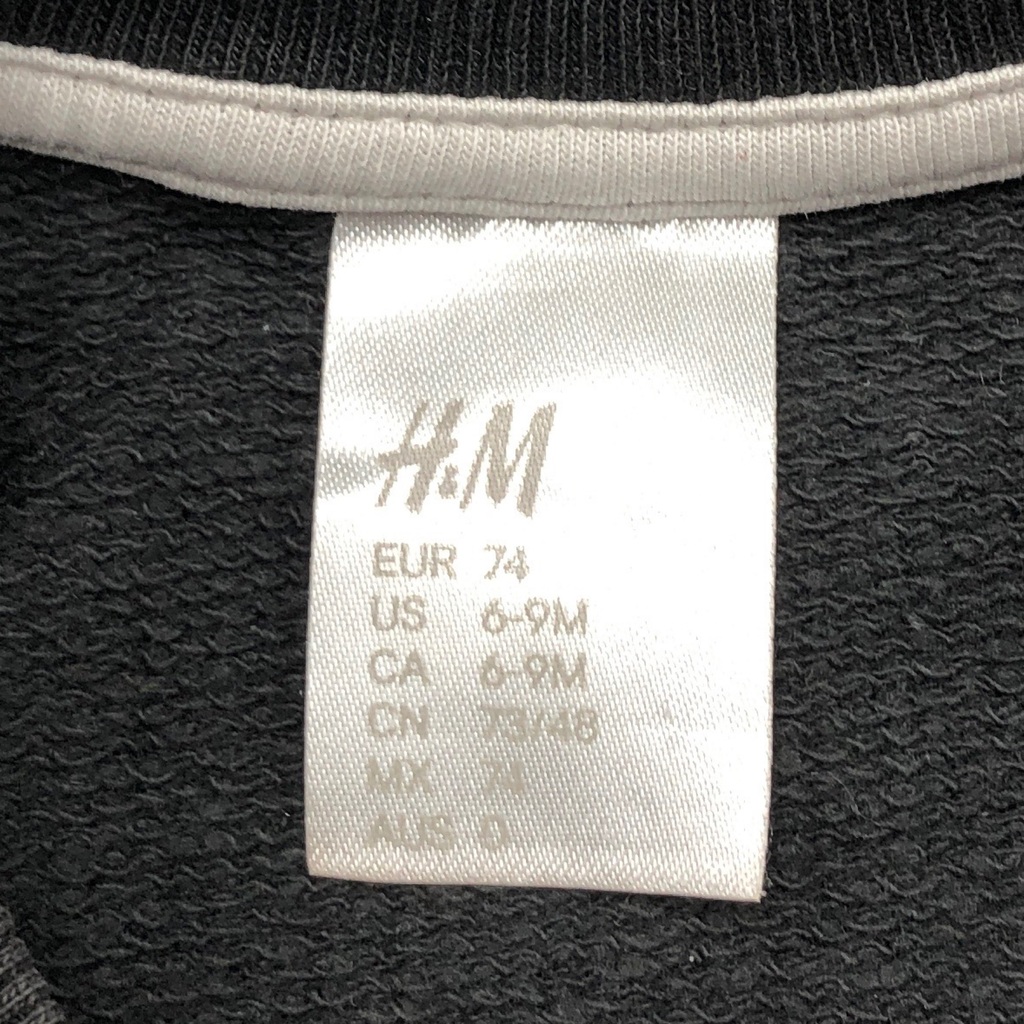 H&M
EUR 74
US 6-9M
CA 6-9M
CN 73/48
MX 74
AUS 0